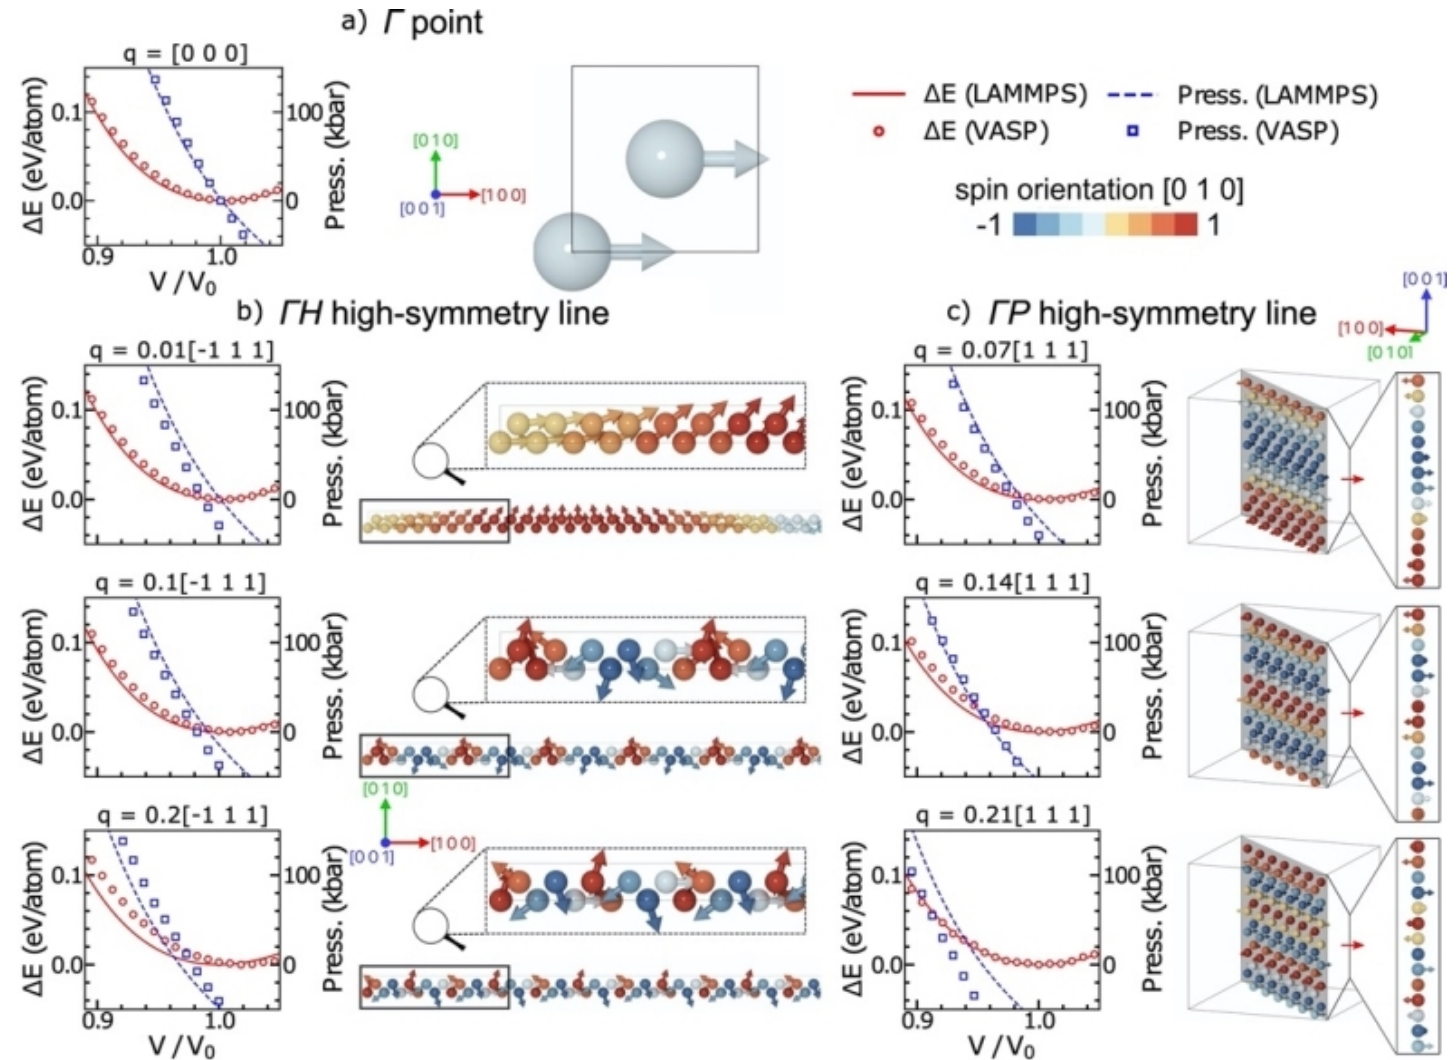 a) Γ point
q = [0 0 0]
ΔE (eV/atom)
0.1
0.0
100
0
Press. (kbar)
0.9
1.0
V / V0
[0 1 0]
[0 0 1]
[1 0 0]
ΔE (LAMMPS)
Press. (LAMMPS)
ΔE (VASP)
Press. (VASP)
spin orientation [0 1 0]
-1
1
b) ΓH high-symmetry line
q = 0.01[-1 1 1]
ΔE (eV/atom)
0.1
0.0
100
0
Press. (kbar)
q = 0.1[-1 1 1]
ΔE (eV/atom)
0.1
0.0
100
0
Press. (kbar)
q = 0.2[-1 1 1]
ΔE (eV/atom)
0.1
0.0
100
0
Press. (kbar)
0.9
1.0
V / V0
[0 1 0]
[0 0 1]
[1 0 0]
c) ΓP high-symmetry line
[0 0 1]
[1 0 0]
[0 1 0]
q = 0.07[1 1 1]
ΔE (eV/atom)
0.1
0.0
100
0
Press. (kbar)
q = 0.14[1 1 1]
ΔE (eV/atom)
0.1
0.0
100
0
Press. (kbar)
q = 0.21[1 1 1]
ΔE (eV/atom)
0.1
0.0
100
0
Press. (kbar)
0.9
1.0
V / V0